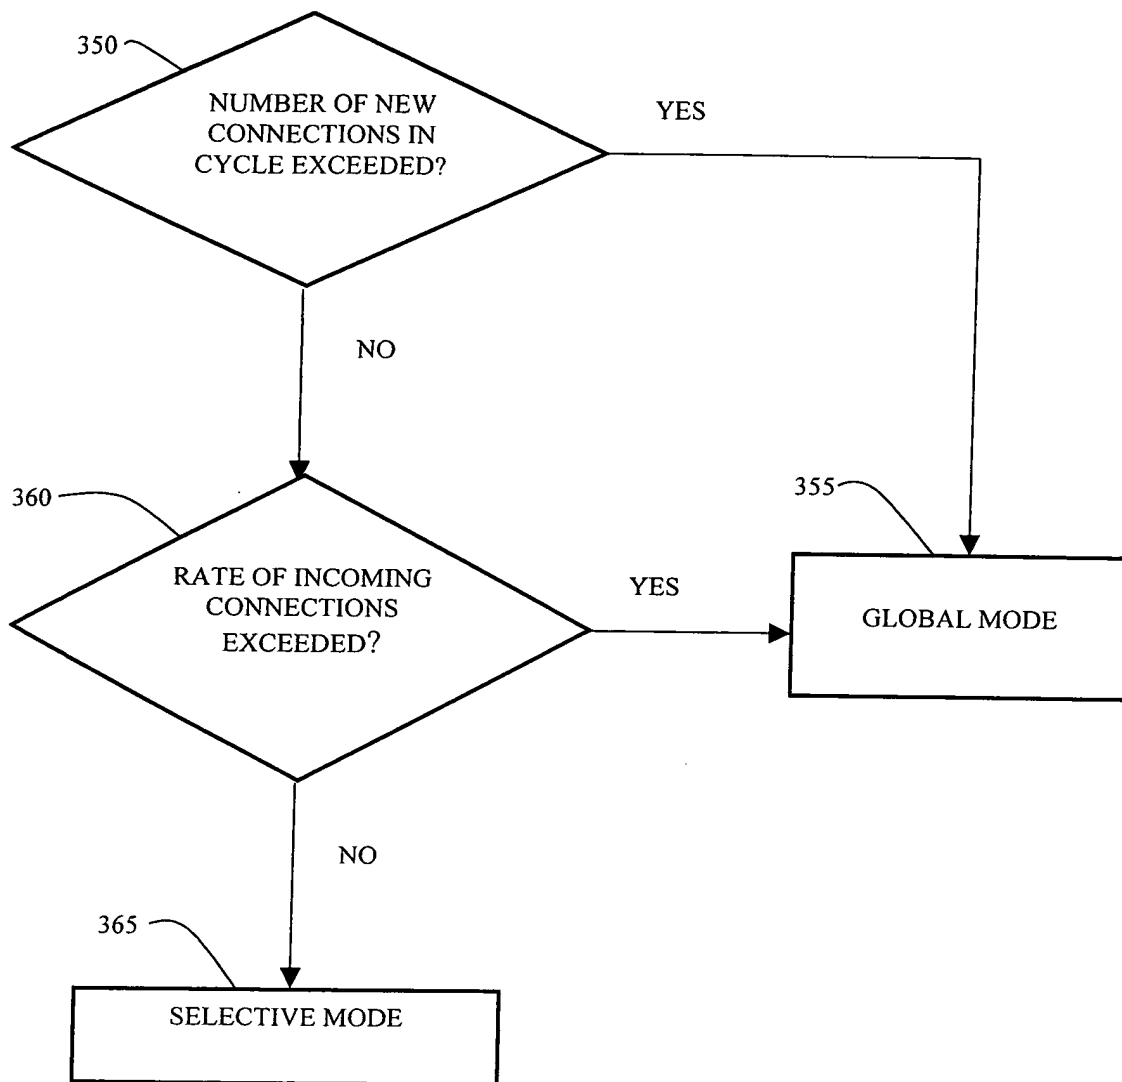 350
NUMBER OF NEW
CONNECTIONS IN
CYCLE EXCEEDED?
YES
NO
360
RATE OF INCOMING
CONNECTIONS
EXCEEDED?
YES
355
GLOBAL MODE
NO
365
SELECTIVE MODE